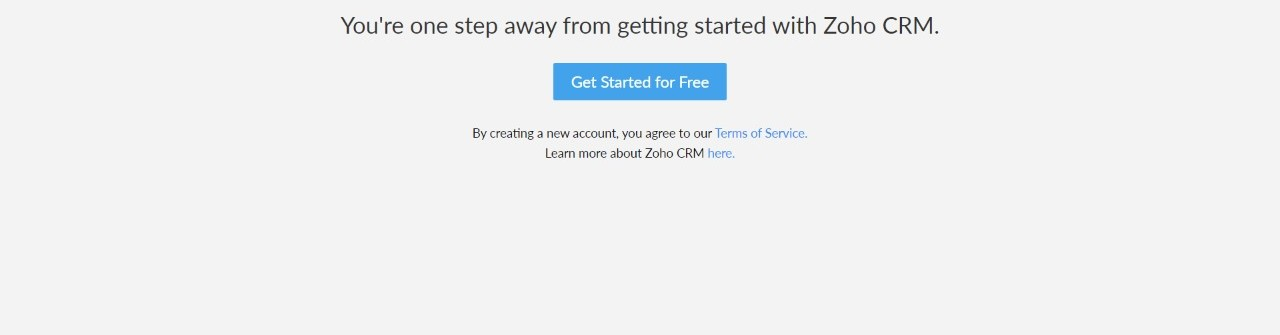 You're one step away from getting started with Zoho CRM.
Get Started for Free
By creating a new account, you agree to our Terms of Service.
Learn more about Zoho CRM here.